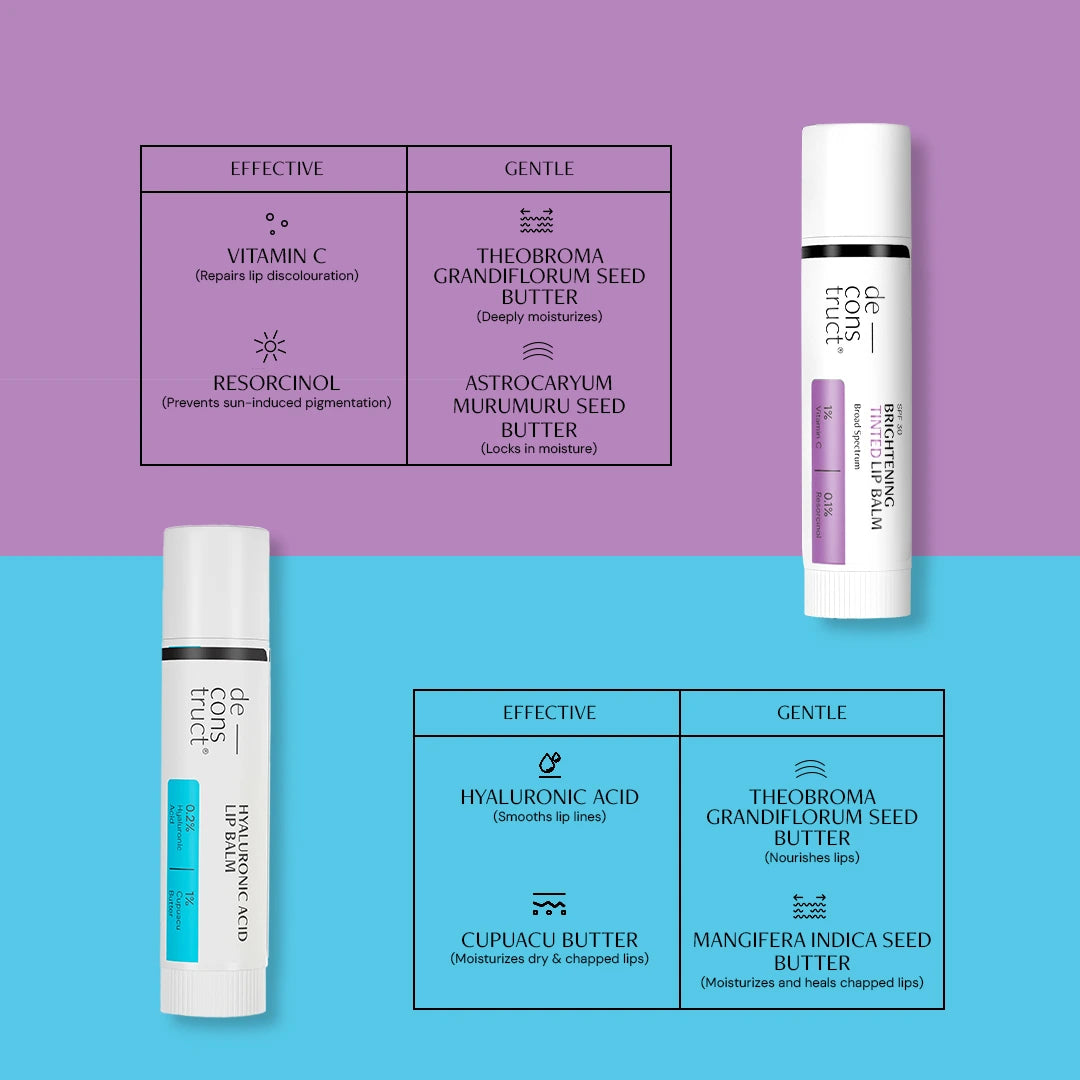 EFFECTIVE
GENTLE
VITAMIN C
(Repairs lip discolouration)
RESORCINOL
(Prevents sun-induced pigmentation)
THEOBROMA
GRANDIFLORUM SEED
BUTTER
(Deeply moisturizes)
ASTROCARYUM
MURUMURU SEED
BUTTER
(Locks in moisture)
de —
cons
truct®
SPF 30
BRIGHTENING
TINTED LIP BALM
Broad Spectrum
1%
Vitamin C
0.1%
Resorcinol
de —
cons
truct®
HYALURONIC ACID
LIP BALM
0.2%
Hyaluronic
Acid
1%
Cupuacu
Butter
EFFECTIVE
GENTLE
HYALURONIC ACID
(Smooths lip lines)
CUPUACU BUTTER
(Moisturizes dry & chapped lips)
THEOBROMA
GRANDIFLORUM SEED
BUTTER
(Nourishes lips)
MANGIFERA INDICA SEED
BUTTER
(Moisturizes and heals chapped lips)